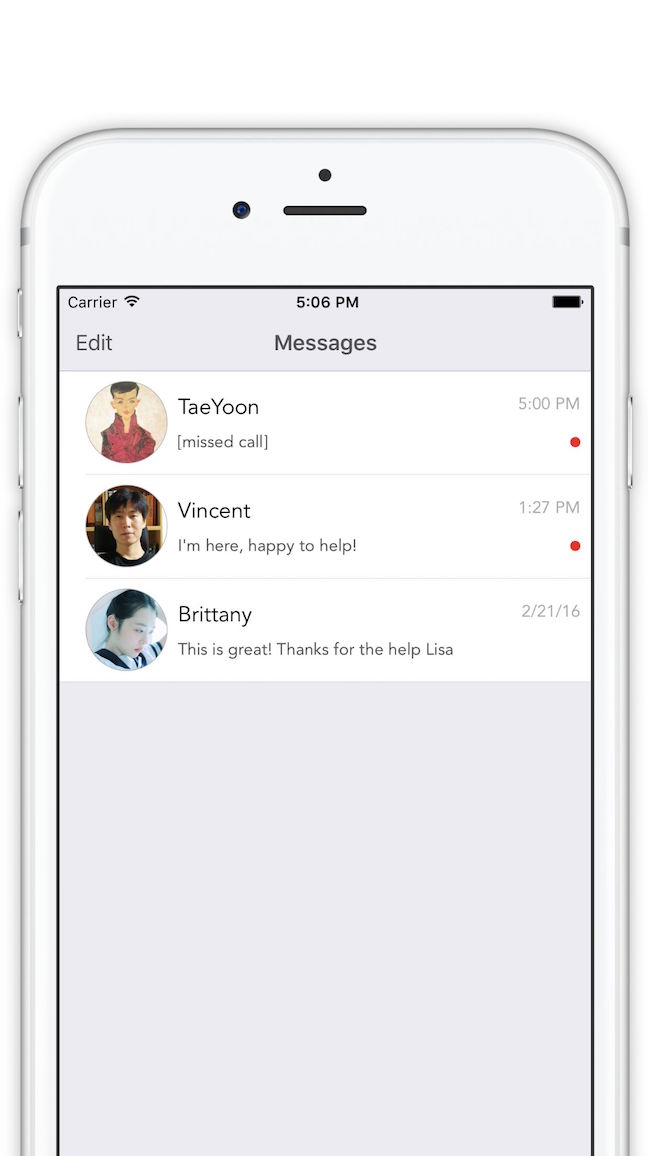 Carrier 5:06 PM
Edit Messages
TaeYoon 5:00 PM
[missed call]
Vincent 1:27 PM
I'm here, happy to help!
Brittany 2/21/16
This is great! Thanks for the help Lisa